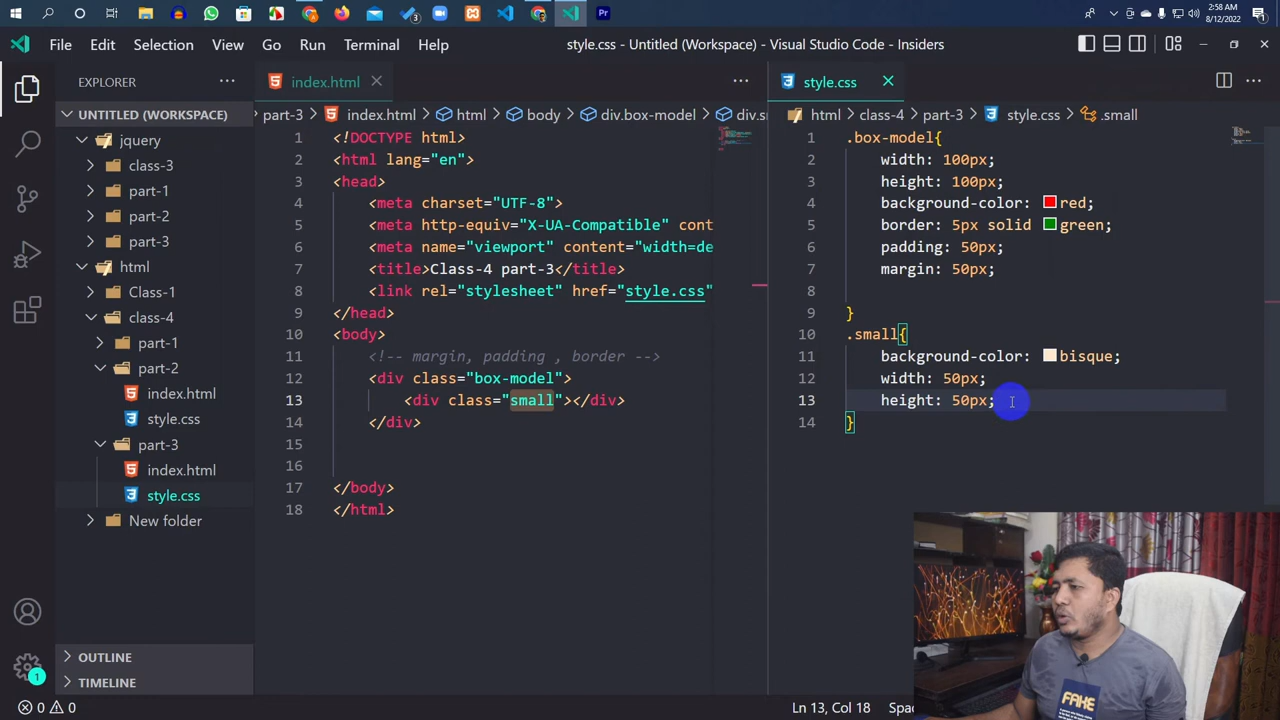 3
2:58 AM
8/12/2022
1
File Edit Selection View Go Run Terminal Help
style.css - Untitled (Workspace) - Visual Studio Code - Insiders
EXPLORER
UNTITLED (WORKSPACE)
jquery
class-3
part-1
part-2
part-3
html
Class-1
class-4
part-1
part-2
index.html
style.css
part-3
index.html
style.css
New folder
OUTLINE
TIMELINE
index.html
part-3 > index.html > html > body > div.box-model > div.s
1 <!DOCTYPE html>
2 <html lang="en">
3 <head>
4 <meta charset="UTF-8">
5 <meta http-equiv="X-UA-Compatible" cont
6 <meta name="viewport" content="width=de
7 <title>Class-4 part-3</title>
8 <link rel="stylesheet" href="style.css"
9 </head>
10 <body>
11 <!-- margin, padding , border -->
12 <div class="box-model">
13 <div class="small"></div>
14 </div>
15
16
17 </body>
18 </html>
style.css
html > class-4 > part-3 > style.css > .small
1 .box-model{
2 width: 100px;
3 height: 100px;
4 background-color: red;
5 border: 5px solid green;
6 padding: 50px;
7 margin: 50px;
8
9 }
10 .small{
11 background-color: bisque;
12 width: 50px;
13 height: 50px;
14 }
FAKE
1
0 0
Ln 13, Col 18